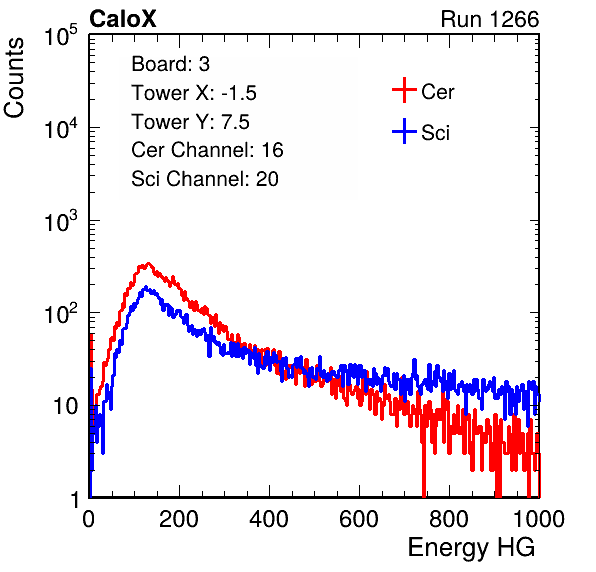 CaloX Run 1266
Counts
10^5
Board: 3
Tower X: -1.5
Tower Y: 7.5
Cer Channel: 16
Sci Channel: 20
Cer
Sci
10^4
10^3
10^2
10
1
0 200 400 600 800 1000
Energy HG